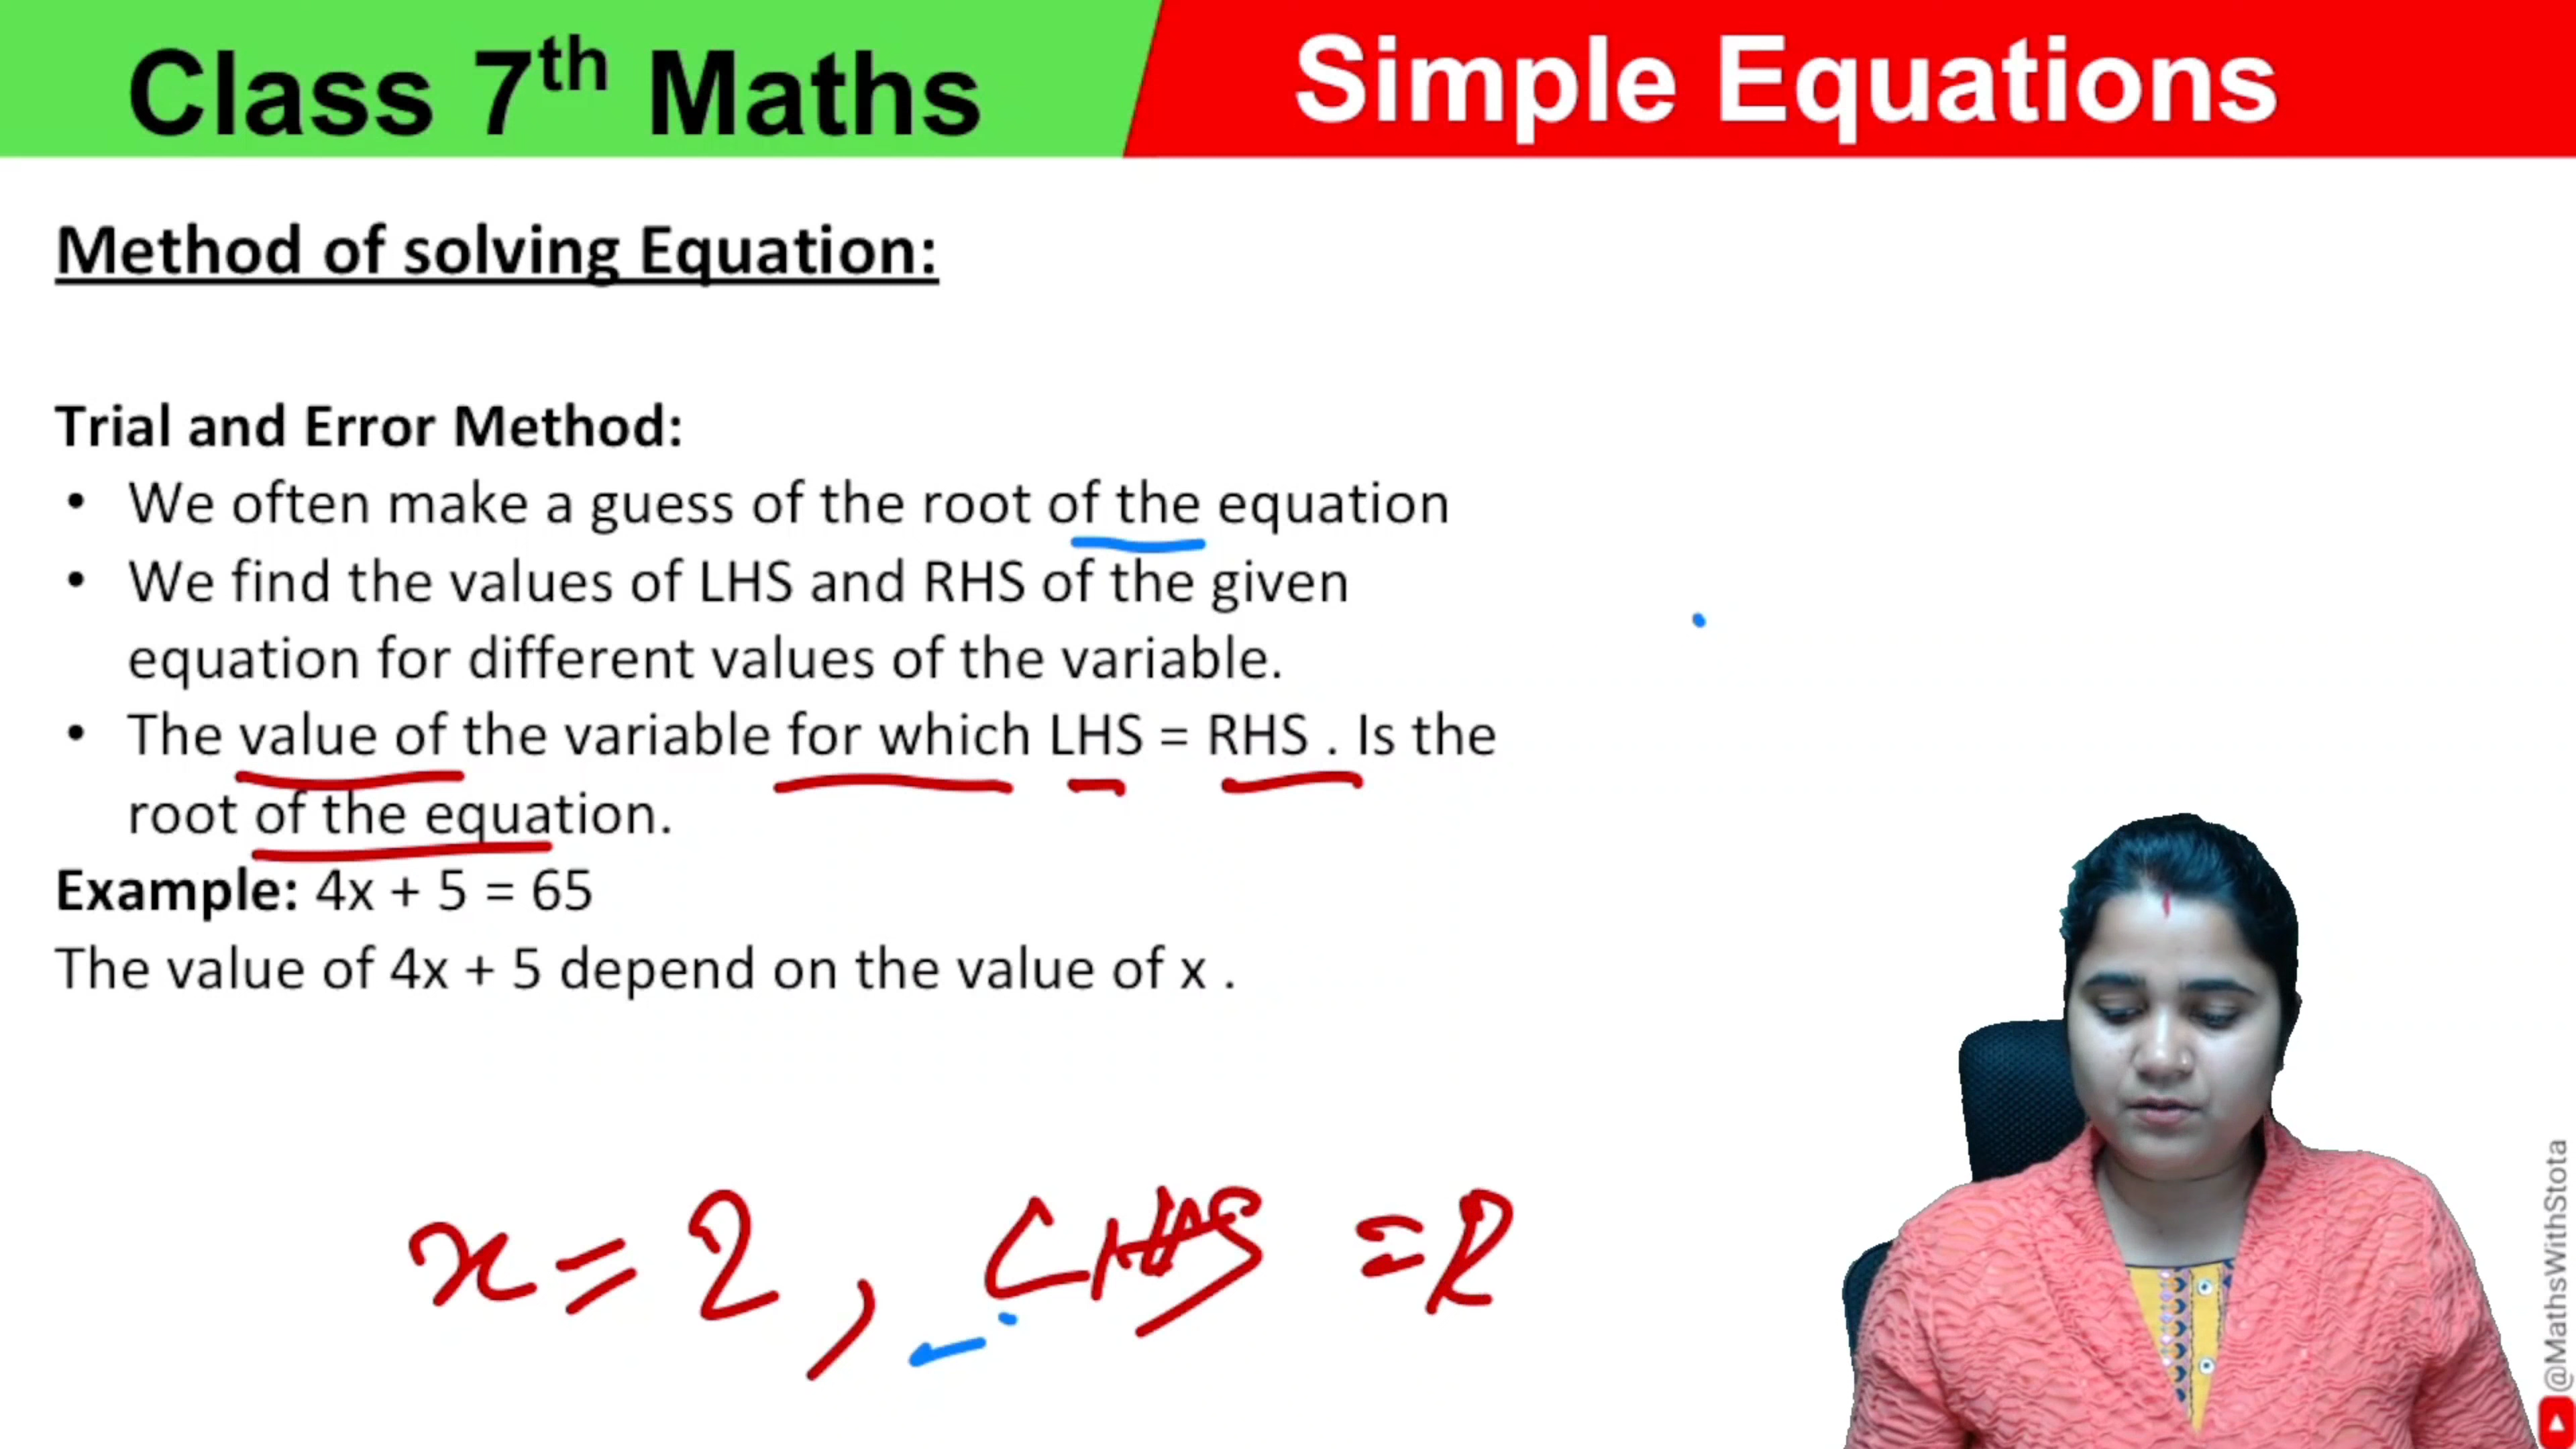 Class 7th Maths
Simple Equations
Method of solving Equation:
Trial and Error Method:
• We often make a guess of the root of the equation
• We find the values of LHS and RHS of the given
equation for different values of the variable.
• The value of the variable for which LHS = RHS . Is the
root of the equation.
Example: 4x + 5 = 65
The value of 4x + 5 depend on the value of x .
x = 2 , LHS = R
@MathsWithStota